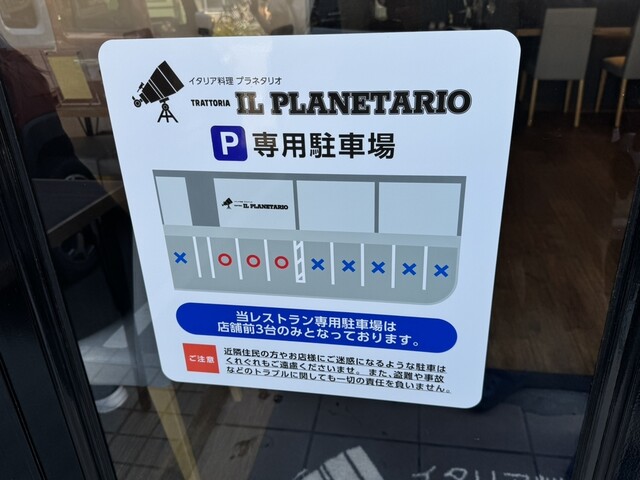 イタリア料理 プラネタリオ
TRATTORIA IL PLANETARIO
P 専用駐車場
IL PLANETARIO
× ○ ○ ○ × × × × ×
当レストラン専用駐車場は
店舗前3台のみとなっております。
ご注意
近隣住民の方やお店様にご迷惑になるような駐車は
くれぐれもご遠慮くださいませ。また、盗難や事故
などのトラブルに関しても一切の責任を負いません。
イタリア料